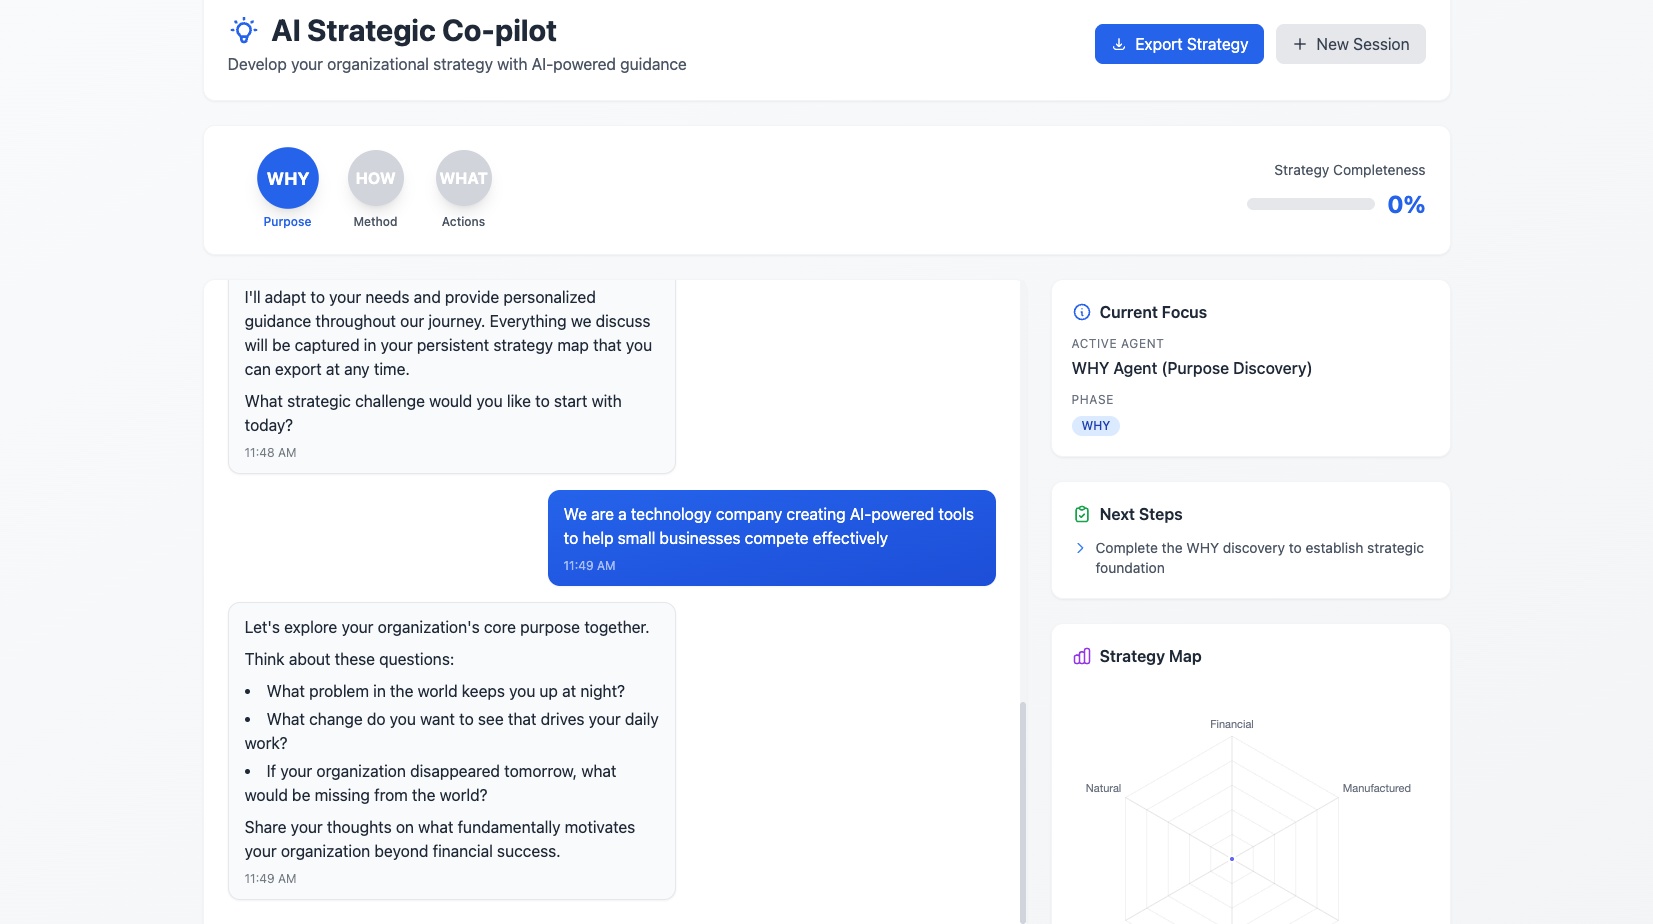 AI Strategic Co-pilot
Develop your organizational strategy with AI-powered guidance
Export Strategy
New Session
WHY
HOW
WHAT
Purpose
Method
Actions
Strategy Completeness
0%
I'll adapt to your needs and provide personalized
guidance throughout our journey. Everything we discuss
will be captured in your persistent strategy map that you
can export at any time.
What strategic challenge would you like to start with
today?
11:48 AM
We are a technology company creating AI-powered tools
to help small businesses compete effectively
11:49 AM
Let's explore your organization's core purpose together.
Think about these questions:
• What problem in the world keeps you up at night?
• What change do you want to see that drives your daily
work?
• If your organization disappeared tomorrow, what
would be missing from the world?
Share your thoughts on what fundamentally motivates
your organization beyond financial success.
11:49 AM
Current Focus
ACTIVE AGENT
WHY Agent (Purpose Discovery)
PHASE
WHY
Next Steps
Complete the WHY discovery to establish strategic
foundation
Strategy Map
Financial
Natural
Manufactured